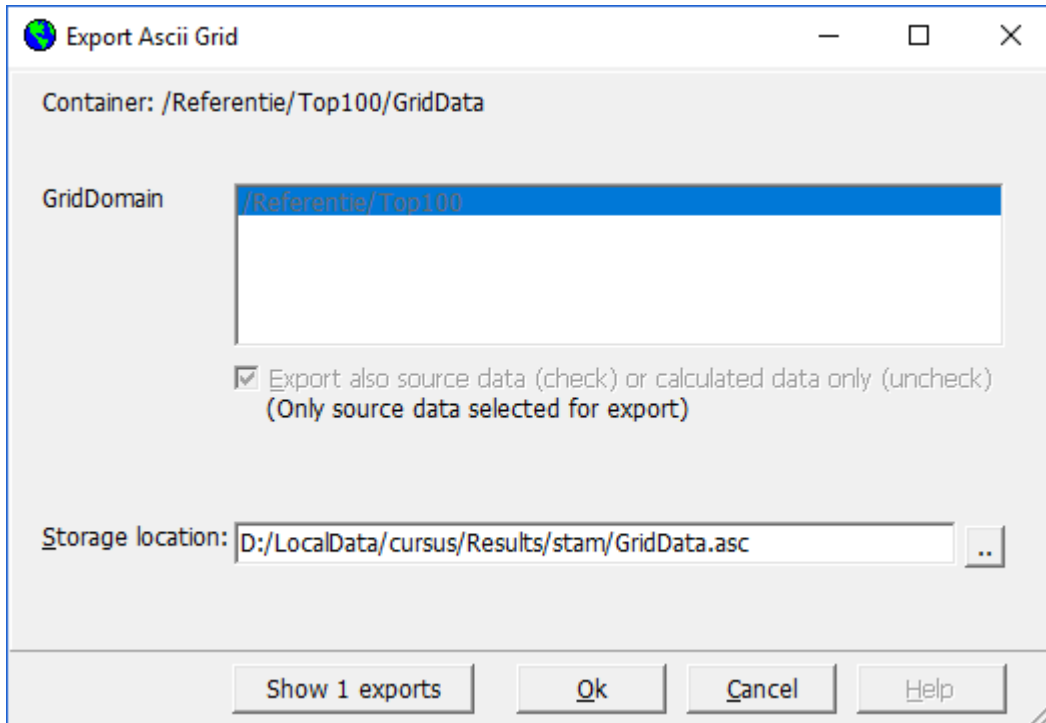 Export Ascii Grid
Container: /Referentie/Top100/GridData
GridDomain
/Referentie/Top100
Export also source data (check) or calculated data only (uncheck)
(Only source data selected for export)
Storage location: D:/LocalData/cursus/Results/stam/GridData.asc ..
Show 1 exports Ok Cancel Help